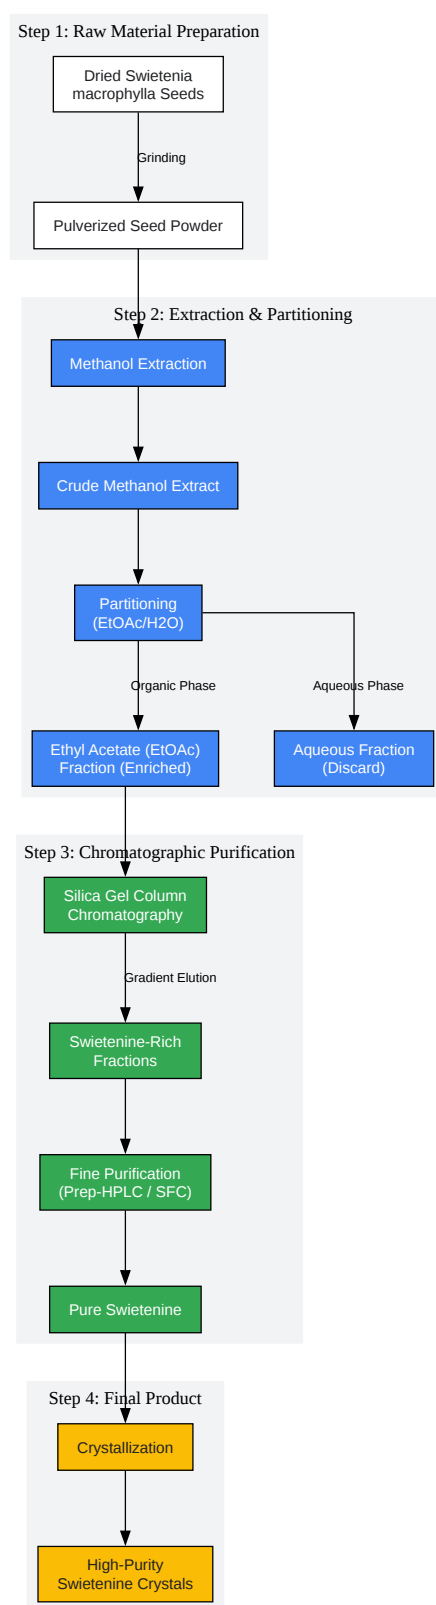 Step 1: Raw Material Preparation
Dried Swietenia
macrophylla Seeds
Grinding
Pulverized Seed Powder
Step 2: Extraction & Partitioning
Methanol Extraction
Crude Methanol Extract
Partitioning
(EtOAc/H2O)
Organic Phase
Aqueous Phase
Ethyl Acetate (EtOAc)
Fraction (Enriched)
Aqueous Fraction
(Discard)
Step 3: Chromatographic Purification
Silica Gel Column
Chromatography
Gradient Elution
Swietenine-Rich
Fractions
Fine Purification
(Prep-HPLC / SFC)
Pure Swietenine
Step 4: Final Product
Crystallization
High-Purity
Swietenine Crystals